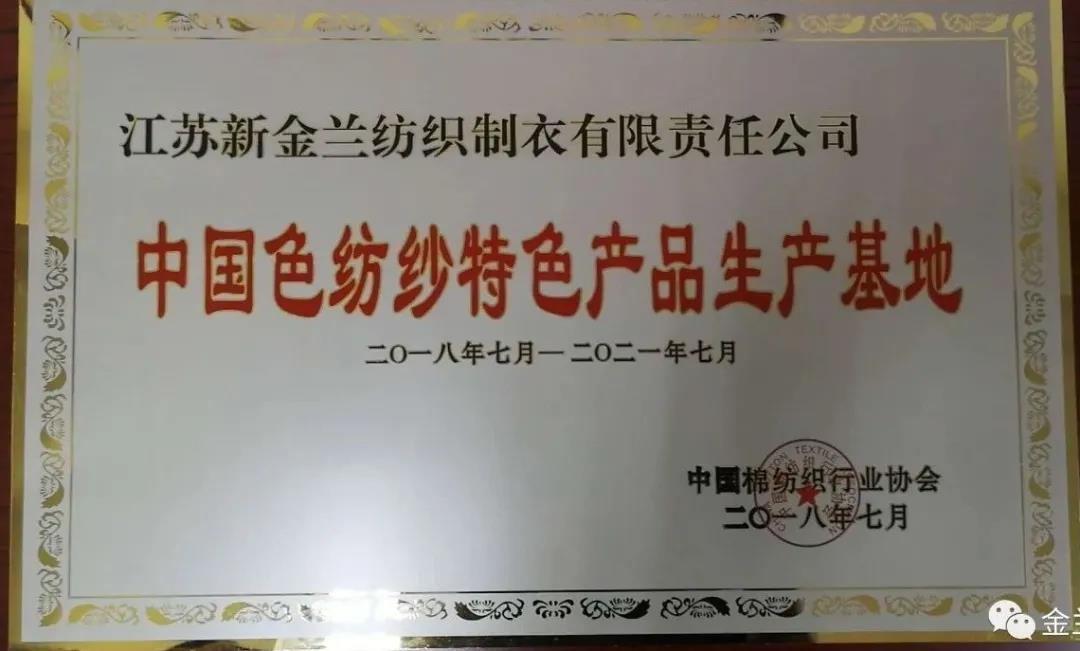 江苏新金兰纺织制衣有限责任公司
中国色纺纱特色产品生产基地
二〇一八年七月—二〇二一年七月
中国棉纺织行业协会
二〇一八年七月
金兰